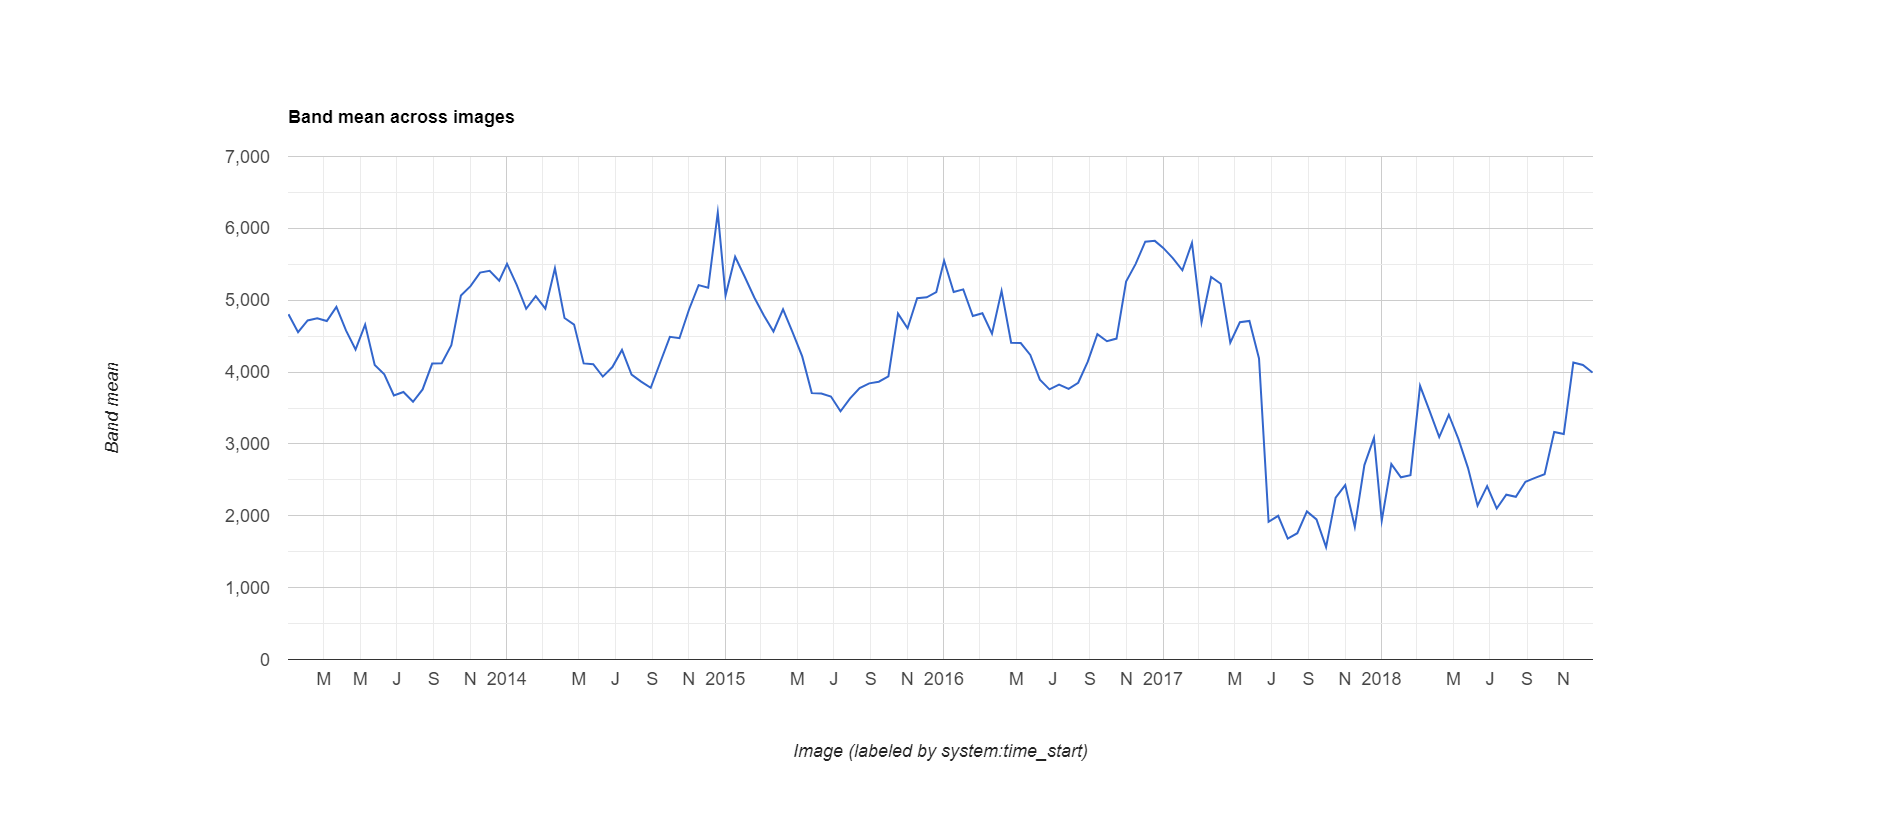 Band mean across images
7,000
6,000
5,000
4,000
3,000
2,000
1,000
0
Band mean
M M J S N 2014 M J S N 2015 M J S N 2016 M J S N 2017 M J S N 2018 M J S N
Image (labeled by system:time_start)